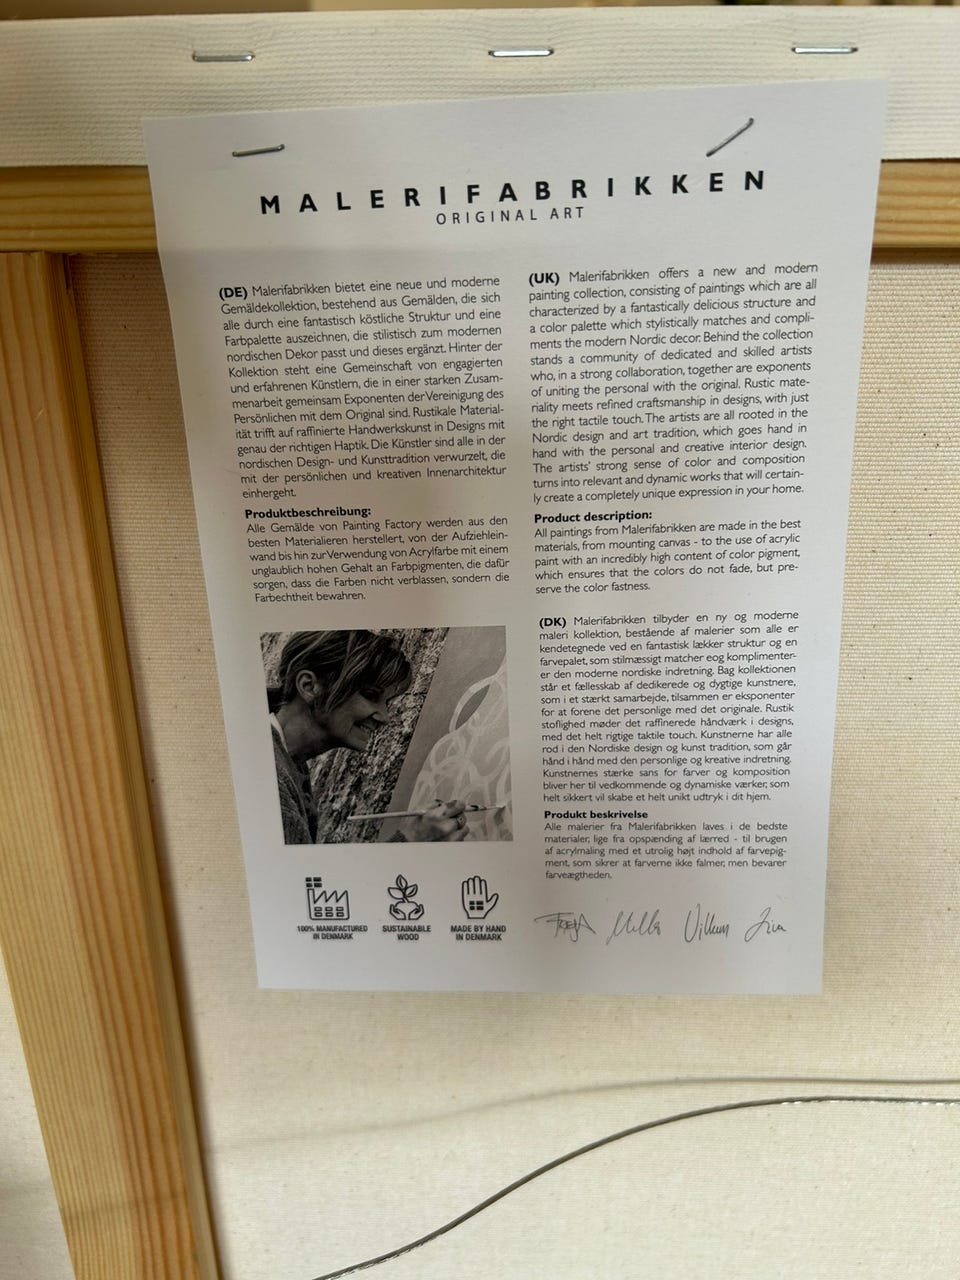 MALERIFABRIKKEN
ORIGINAL ART
(DE) Malerifabrikken bietet eine neue und moderne
Gemäldekollektion, bestehend aus Gemälden, die sich
alle durch eine fantastisch köstliche Struktur und eine
Farbpalette auszeichnen, die stilistisch zum modernen
nordischen Dekor passt und dieses ergänzt. Hinter der
Kollektion steht eine Gemeinschaft von engagierten
und erfahrenen Künstlern, die in einer starken Zusam-
menarbeit gemeinsam Exponenten der Vereinigung des
Persönlichen mit dem Original sind. Rustikale Material-
ität trifft auf raffinierte Handwerkskunst in Designs mit
genau der richtigen Haptik. Die Künstler sind alle in der
nordischen Design- und Kunsttradition verwurzelt, die
mit der persönlichen und kreativen Innenarchitektur
einhergeht.
Produktbeschreibung:
Alle Gemälde von Painting Factory werden aus den
besten Materialieren herstellert, von der Aufziehlein-
wand bis hin zur Verwendung von Acrylfarbe mit einem
unglaublich hohen Gehalt an Farbpigmenten, die dafür
sorgen, dass die Farben nicht verblassen, sondern die
Farbechtheit bewahren.
100% MANUFACTURED
IN DENMARK
SUSTAINABLE
WOOD
MADE BY HAND
IN DENMARK
(UK) Malerifabrikken offers a new and modern
painting collection, consisting of paintings which are all
characterized by a fantastically delicious structure and
a color palette which stylistically matches and compli-
ments the modern Nordic decor. Behind the collection
stands a community of dedicated and skilled artists
who, in a strong collaboration, together are exponents
of uniting the personal with the original. Rustic mate-
riality meets refined craftsmanship in designs, with just
the right tactile touch. The artists are all rooted in the
Nordic design and art tradition, which goes hand in
hand with the personal and creative interior design.
The artists' strong sense of color and composition
turns into relevant and dynamic works that will certain-
ly create a completely unique expression in your home.
Product description:
All paintings from Malerifabrikken are made in the best
materials, from mounting canvas - to the use of acrylic
paint with an incredibly high content of color pigment,
which ensures that the colors do not fade, but pre-
serve the color fastness.
(DK) Malerifabrikken tilbyder en ny og moderne
maleri kollektion, bestående af malerier som alle er
kendetegnede ved en fantastisk lækker struktur og en
farvepalet, som stilmæssigt matcher eog komplimenter-
er den moderne nordiske indretning. Bag kollektionen
står et fællesskab af dedikerede og dygtige kunstnere,
som i et stærkt samarbejde, tilsammen er eksponenter
for at forene det personlige med det originale. Rustik
stoflighed møder det raffinerede håndværk i designs,
med det helt rigtige taktile touch. Kunstnerne har alle
rod i den Nordiske design og kunst tradition, som går
hånd i hånd med den personlige og kreative indretning.
Kunstnernes stærke sans for farver og komposition
bliver her til vedkommende og dynamiske værker, som
helt sikkert vil skabe et helt unikt udtryk i dit hjem.
Produkt beskrivelse
Alle malerier fra Malerifabrikken laves i de bedste
materialer, lige fra opspænding af lærred - til brugen
af acrylmaling med et utrolig højt indhold af farvepig-
ment, som sikrer at farverne ikke falmer, men bevarer
farveægtheden.